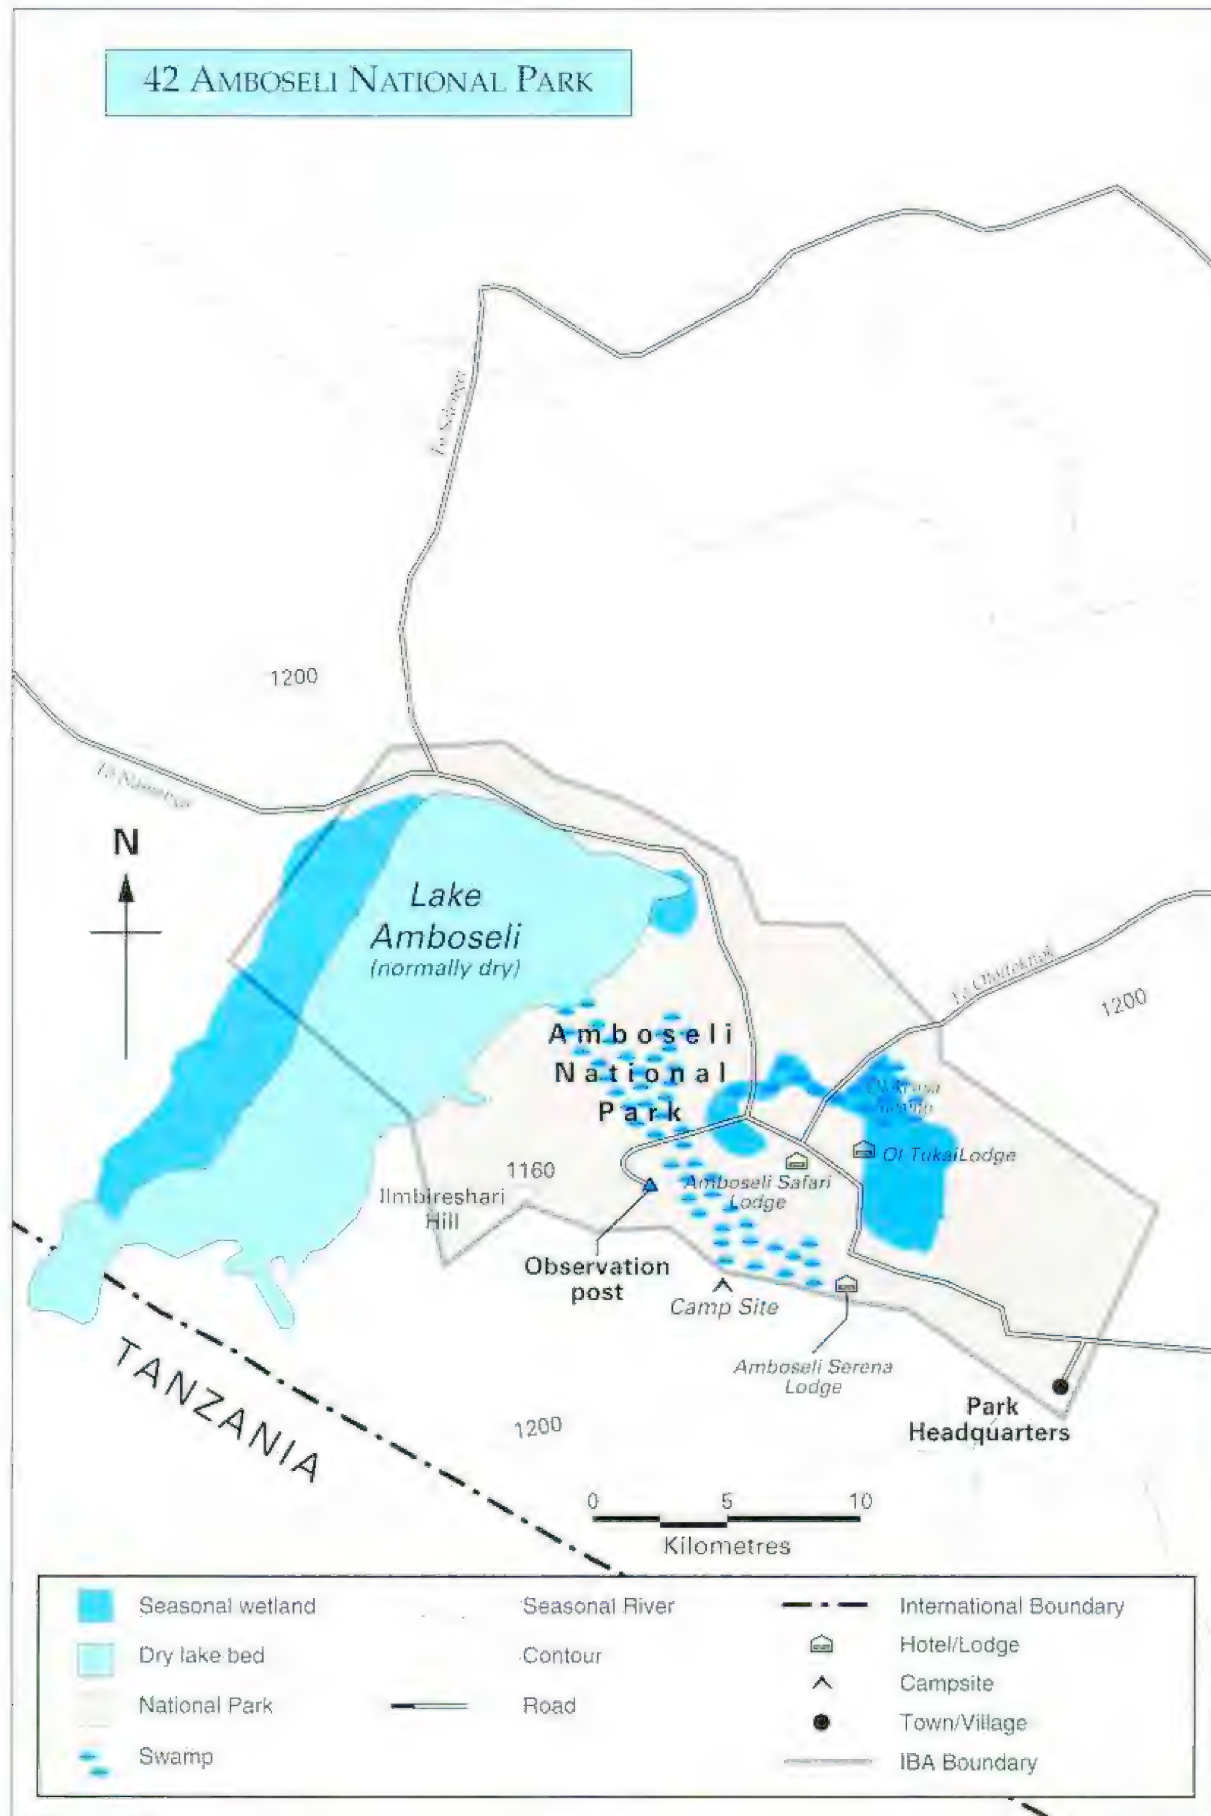 42 AMBOSELI NATIONAL PARK
1200
N
Lake
Amboseli
(normally dry)
1200
Amboseli
National
Park
Ol TukaiLodge
1160
Amboseli Safari
Lodge
Ilmbireshari
Hill
Observation
post
Camp Site
Amboseli Serena
Lodge
TANZANIA
Park
Headquarters
1200
0 5 10
Kilometres
Seasonal wetland
Dry lake bed
National Park
Swamp
Seasonal River
Contour
Road
International Boundary
Hotel/Lodge
Campsite
Town/Village
IBA Boundary